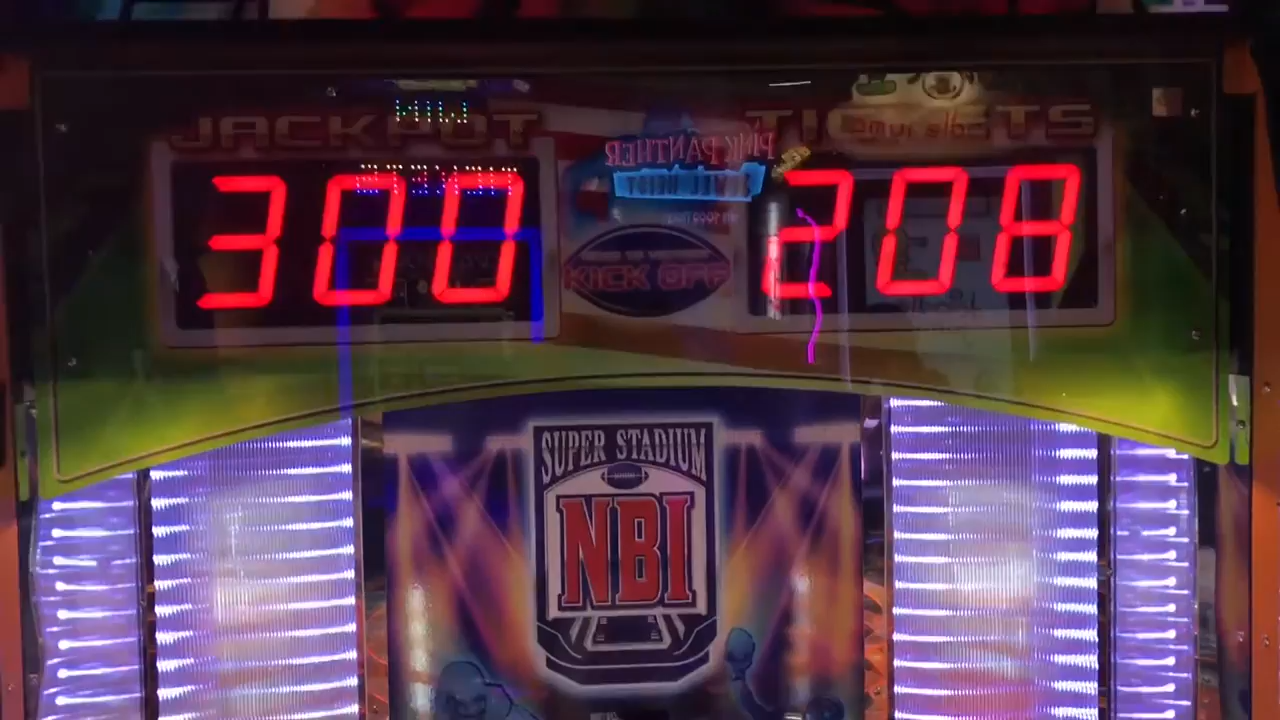 JACKPOT
TICKETS
300
208
PINK PANTHER
KICK OFF
SUPER STADIUM
NBI